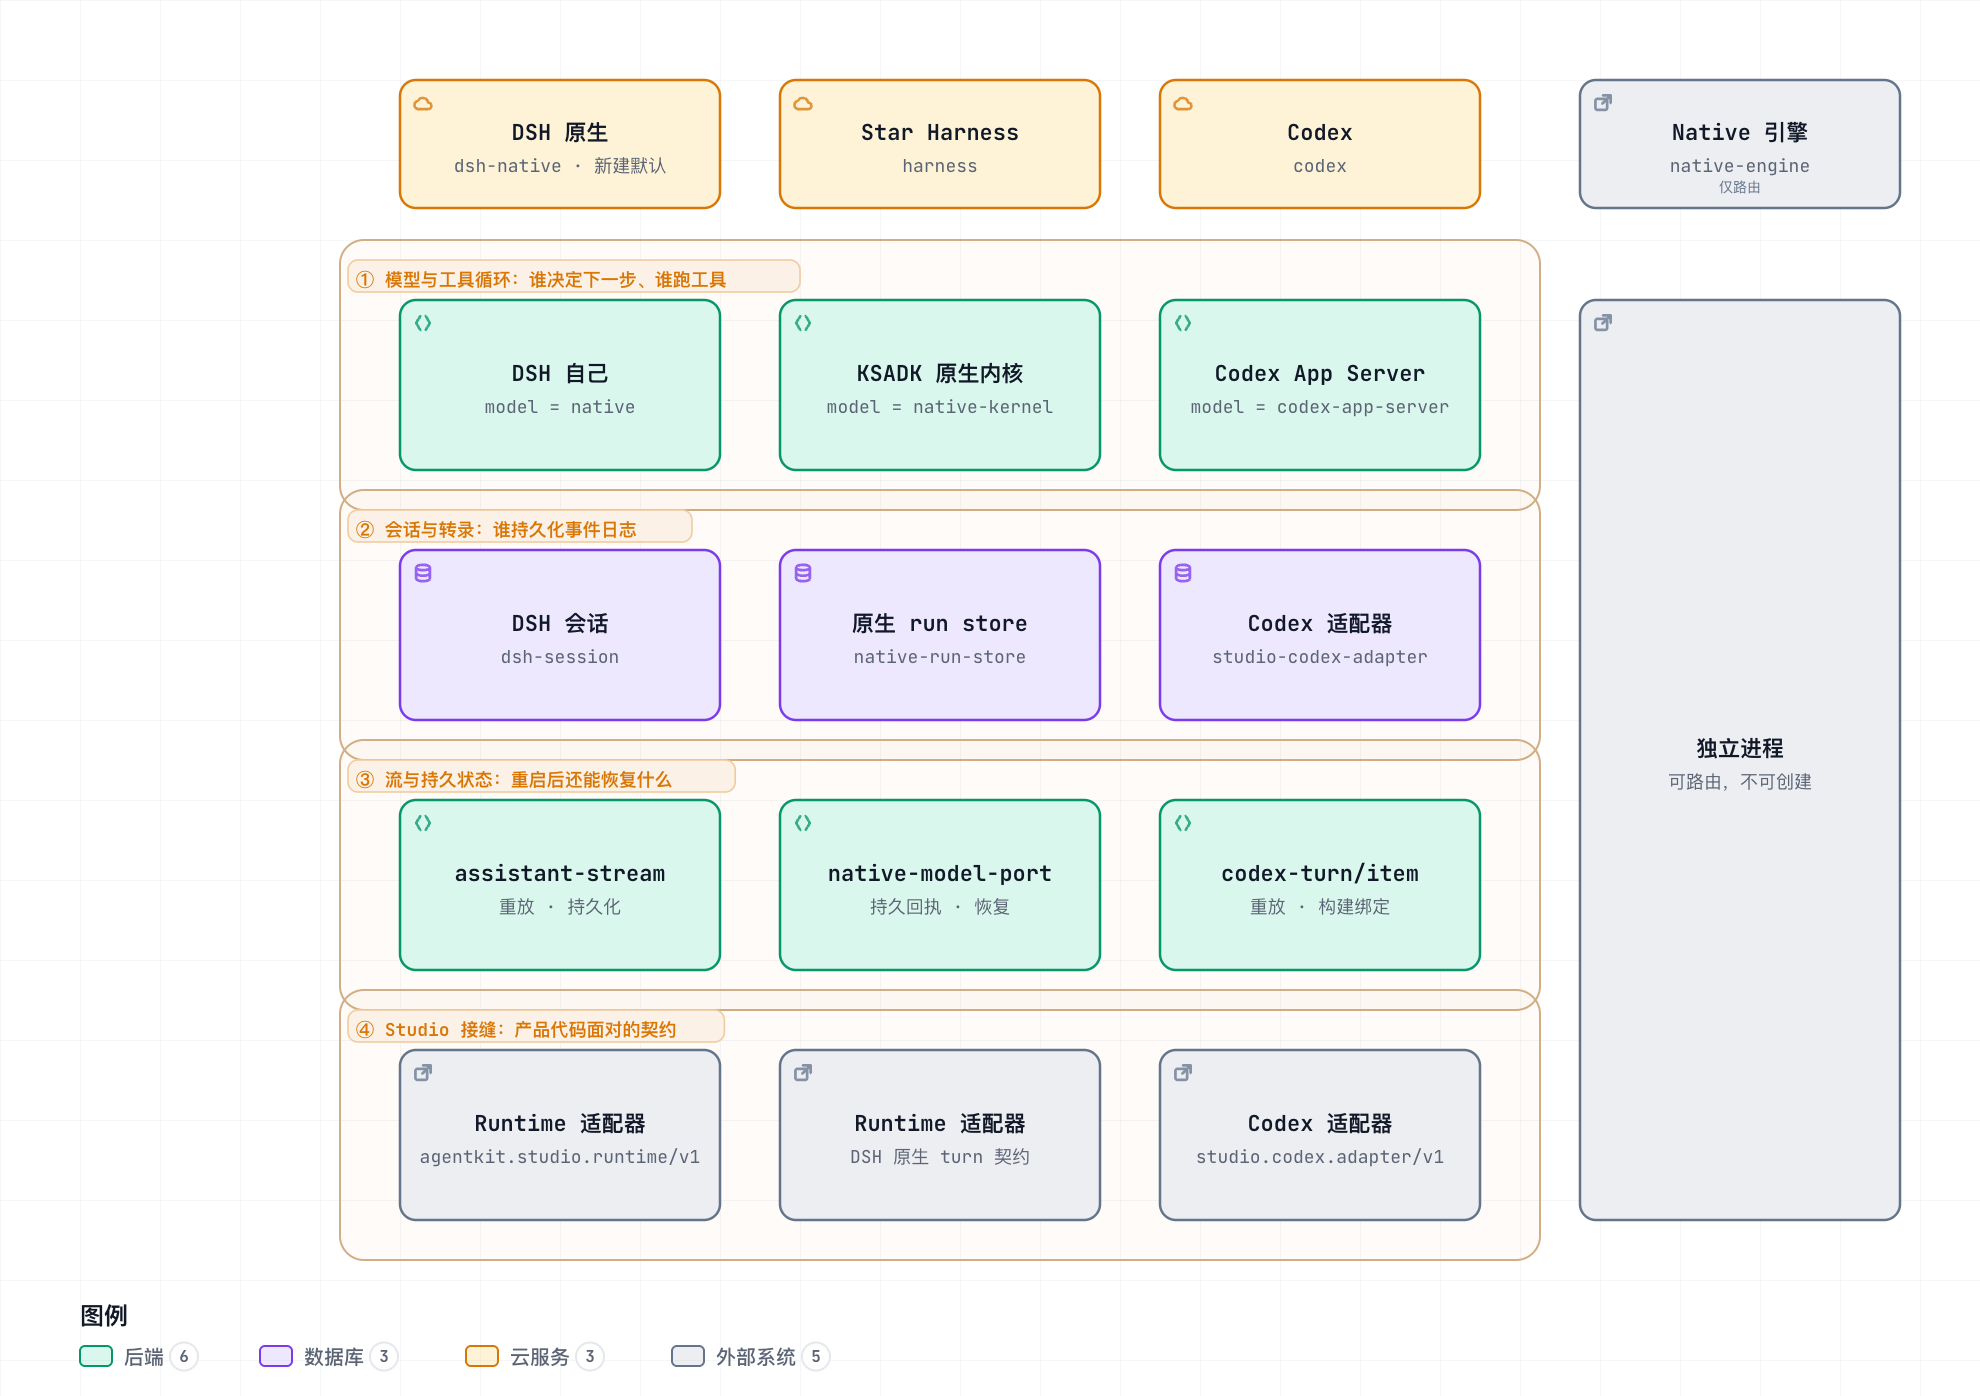 DSH 原生
dsh-native · 新建默认
Star Harness
harness
Codex
codex
Native 引擎
native-engine
仅路由
① 模型与工具循环：谁决定下一步、谁跑工具
DSH 自己
model = native
KSADK 原生内核
model = native-kernel
Codex App Server
model = codex-app-server
② 会话与转录：谁持久化事件日志
DSH 会话
dsh-session
原生 run store
native-run-store
Codex 适配器
studio-codex-adapter
独立进程
可路由，不可创建
③ 流与持久状态：重启后还能恢复什么
assistant-stream
重放 · 持久化
native-model-port
持久回执 · 恢复
codex-turn/item
重放 · 构建绑定
④ Studio 接缝：产品代码面对的契约
Runtime 适配器
agentkit.studio.runtime/v1
Runtime 适配器
DSH 原生 turn 契约
Codex 适配器
studio.codex.adapter/v1
图例
后端 6
数据库 3
云服务 3
外部系统 5